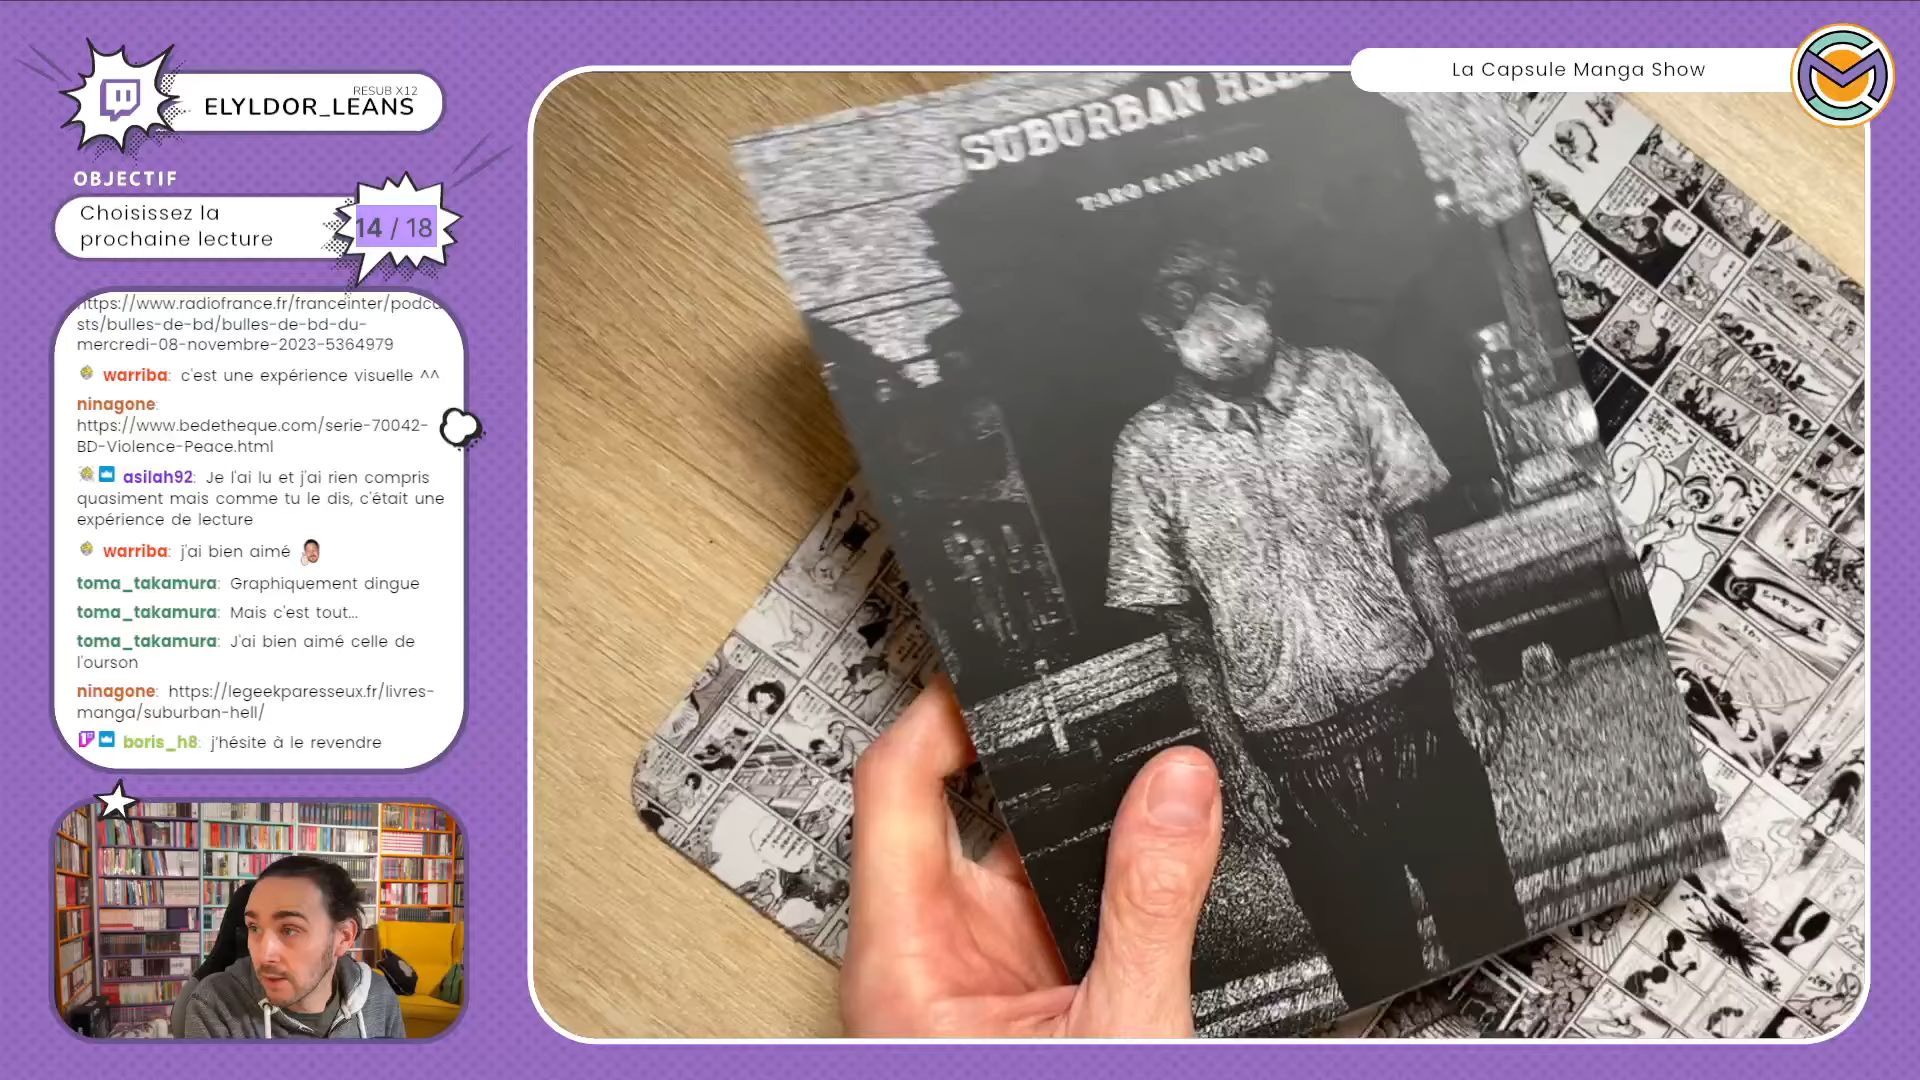 RESUB X12
ELYLDOR_LEANS
OBJECTIF
Choisissez la
prochaine lecture
14 / 18
https://www.radiofrance.fr/franceinter/podca
sts/bulles-de-bd/bulles-de-bd-du-
mercredi-08-novembre-2023-5364979
warriba: c'est une expérience visuelle ^^
ninagone:
https://www.bedetheque.com/serie-70042-
BD-Violence-Peace.html
asilah92: Je l'ai lu et j'ai rien compris
quasiment mais comme tu le dis, c'était une
expérience de lecture
warriba: j'ai bien aimé
toma_takamura: Graphiquement dingue
toma_takamura: Mais c'est tout...
toma_takamura: J'ai bien aimé celle de
l'ourson
ninagone: https://legeekparesseux.fr/livres-
manga/suburban-hell/
boris_h8: j'hésite à le revendre
La Capsule Manga Show
SUBURBAN HELL